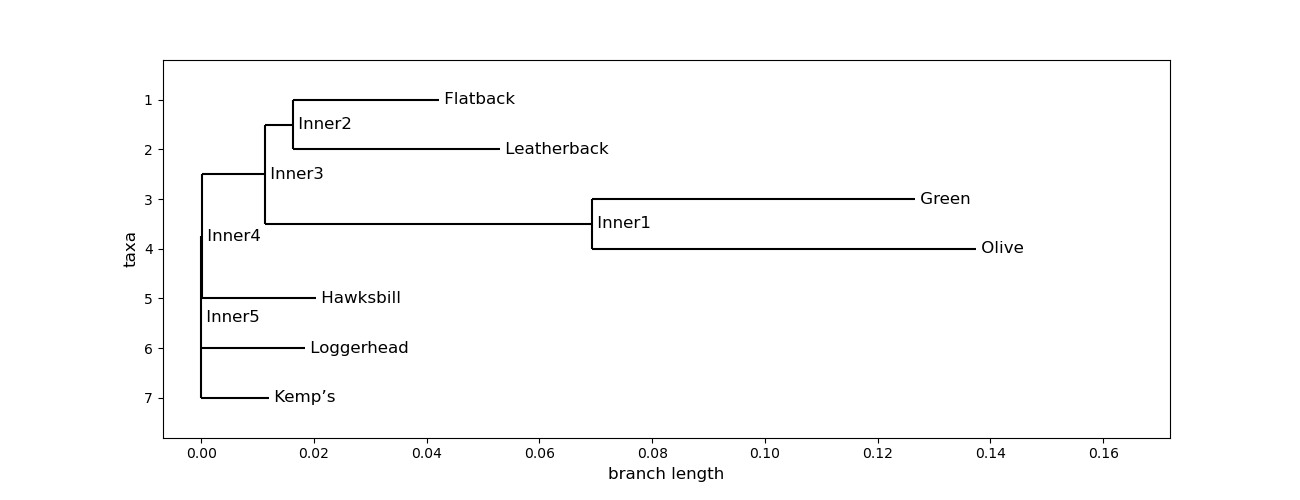 1 Flatback
Inner2
2 Leatherback
Inner3
3 Green
Inner1
Inner4
4 Olive
taxa
5 Hawksbill
Inner5
6 Loggerhead
7 Kemp’s
0.00 0.02 0.04 0.06 0.08 0.10 0.12 0.14 0.16
branch length